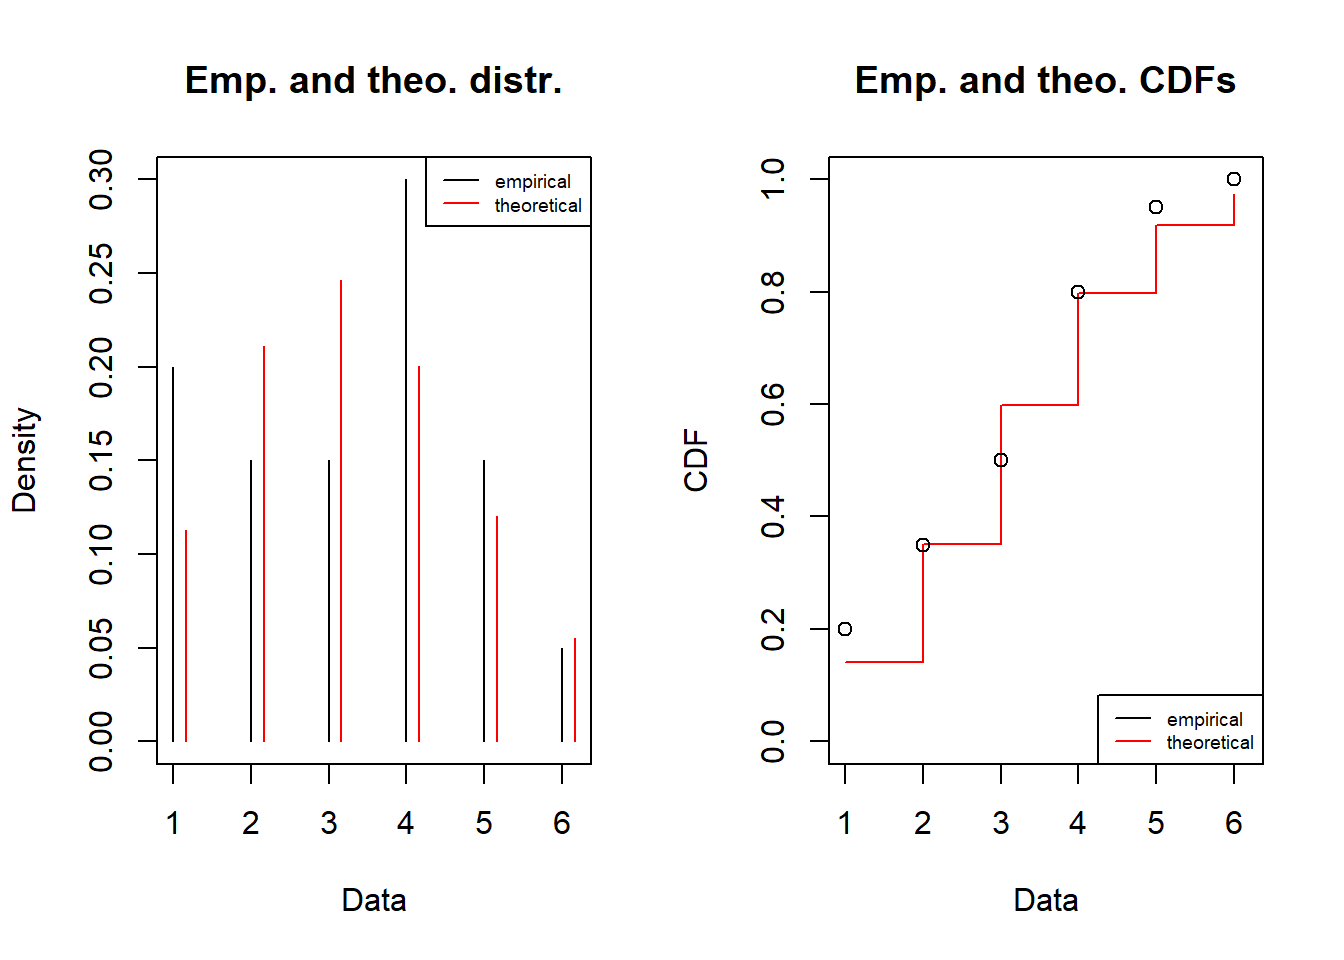 Emp. and theo. distr.
0.30
0.25
0.20
0.15
0.10
0.05
0.00
Density
empirical
theoretical
1 2 3 4 5 6
Data
Emp. and theo. CDFs
1.0
0.8
0.6
0.4
0.2
0.0
CDF
empirical
theoretical
1 2 3 4 5 6
Data